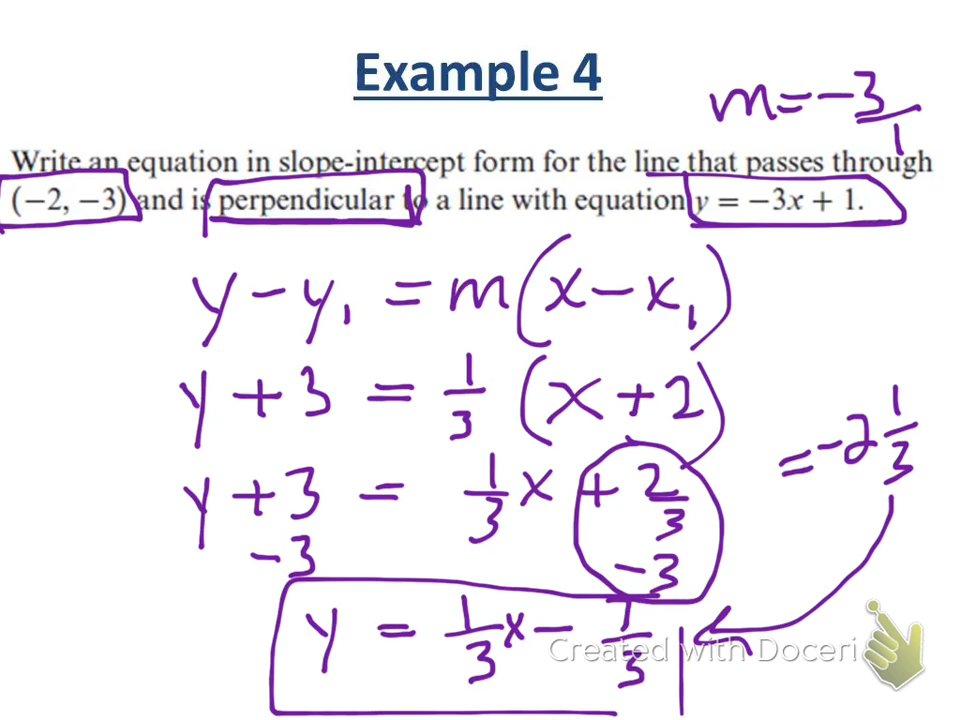 Example 4
m = -3/1
Write an equation in slope-intercept form for the line that passes through
(−2, −3) and is perpendicular to a line with equation y = −3x + 1.
y - y₁ = m(x - x₁)
y + 3 = 1/3 (x + 2)
= -2 1/3
y + 3 = 1/3 x + 2/3
-3 -3
y = 1/3 x -
Created with Doceri